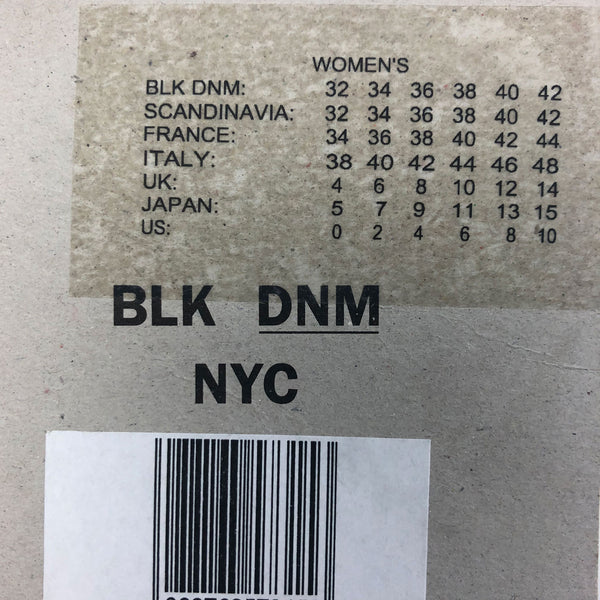 WOMEN'S
BLK DNM: 32 34 36 38 40 42
SCANDINAVIA: 32 34 36 38 40 42
FRANCE: 34 36 38 40 42 44
ITALY: 38 40 42 44 46 48
UK: 4 6 8 10 12 14
JAPAN: 5 7 9 11 13 15
US: 0 2 4 6 8 10
BLK DNM
NYC